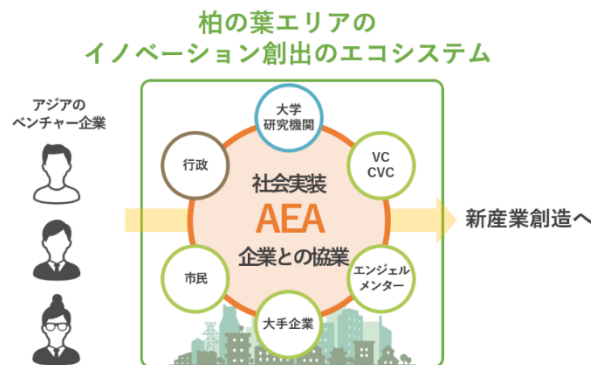 柏の葉エリアの
イノベーション創出のエコシステム
アジアの
ベンチャー企業
大学
研究機関
行政
VC
CVC
社会実装
AEA
企業との協業
新産業創造へ
市民
エンジェル
メンター
大手企業